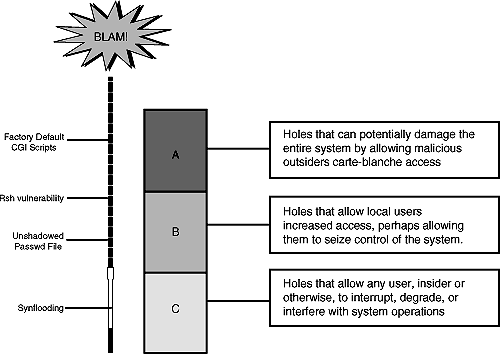 BLAM!
Factory Default
CGI Scripts
Rsh vulnerability
Unshadowed
Passwd File
Synflooding
A
B
C
Holes that can potentially damage the
entire system by allowing malicious
outsiders carte-blanche access
Holes that allow local users
increased access, perhaps allowing
them to seize control of the system.
Holes that allow any user, insider or
otherwise, to interrupt, degrade, or
interfere with system operations